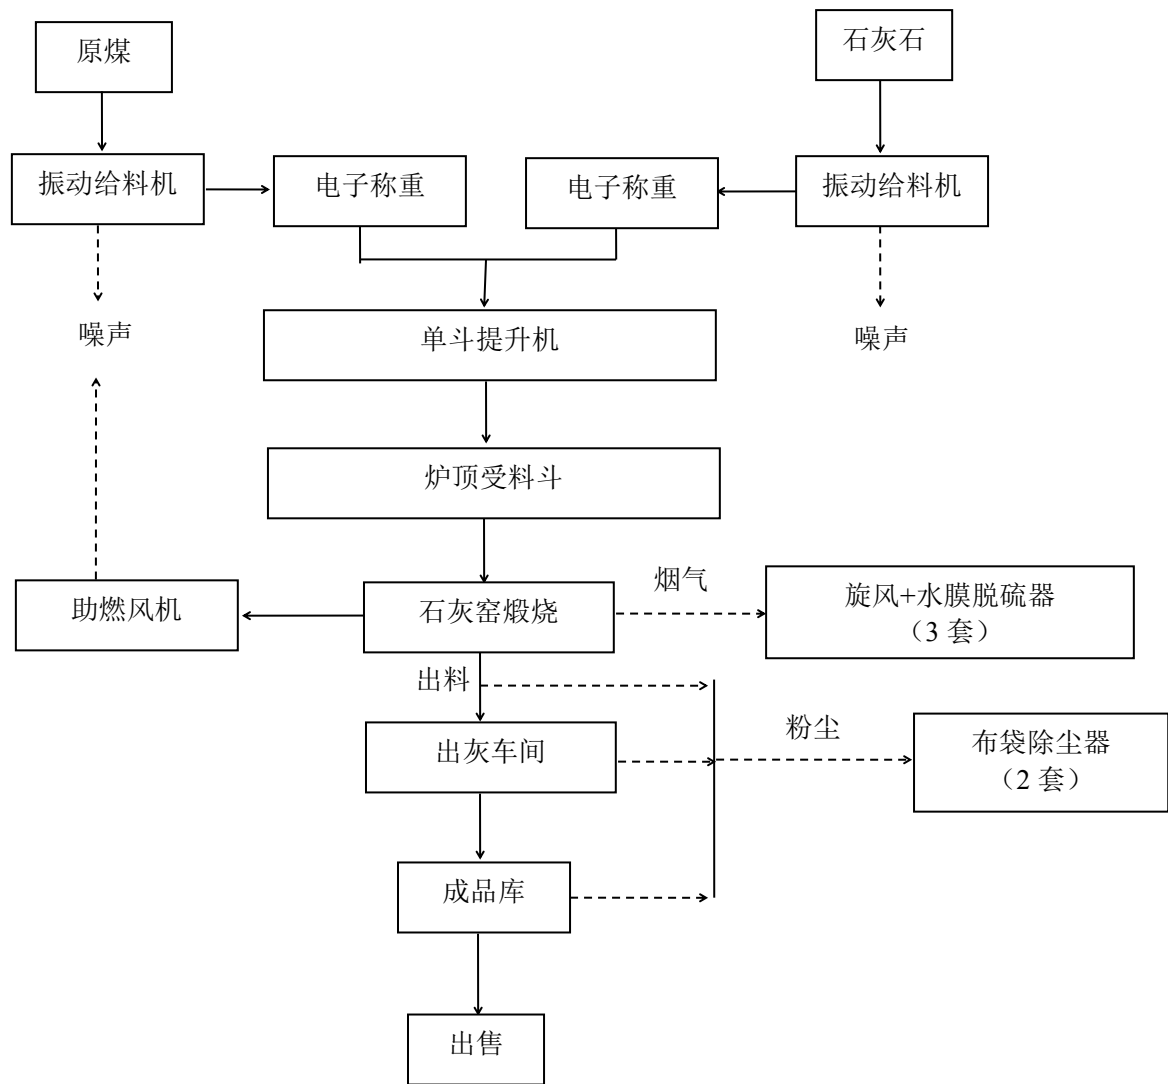 原煤
石灰石
振动给料机
电子称重
电子称重
振动给料机
噪声
噪声
单斗提升机
炉顶受料斗
烟气
助燃风机
石灰窑煅烧
旋风+水膜脱硫器
（3 套）
出料
粉尘
出灰车间
布袋除尘器
（2 套）
成品库
出售